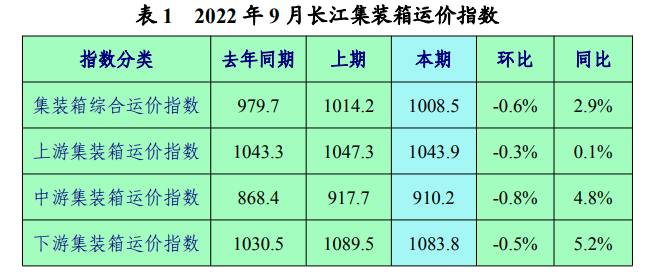 表 1 2022 年 9 月长江集装箱运价指数
指数分类 去年同期 上期 本期 环比 同比
集装箱综合运价指数 979.7 1014.2 1008.5 -0.6% 2.9%
上游集装箱运价指数 1043.3 1047.3 1043.9 -0.3% 0.1%
中游集装箱运价指数 868.4 917.7 910.2 -0.8% 4.8%
下游集装箱运价指数 1030.5 1089.5 1083.8 -0.5% 5.2%